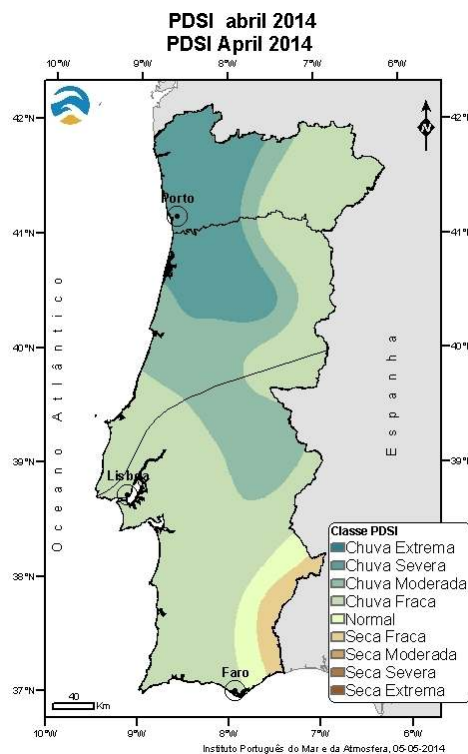 PDSI abril 2014
PDSI April 2014
10°W 9°W 8°W 7°W 6°W
42°N 42°N
N
Porto
41°N 41°N
Oceano Atlântico
Espanha
40°N 40°N
39°N 39°N
Lisboa
Classe PDSI
Chuva Extrema
Chuva Severa
Chuva Moderada
Chuva Fraca
Normal
Seca Fraca
Seca Moderada
Seca Severa
Seca Extrema
38°N 38°N
Faro
37°N 37°N
40
Km
10°W 9°W 8°W 7°W 6°W
Instituto Português do Mar e da Atmosfera, 05-05-2014